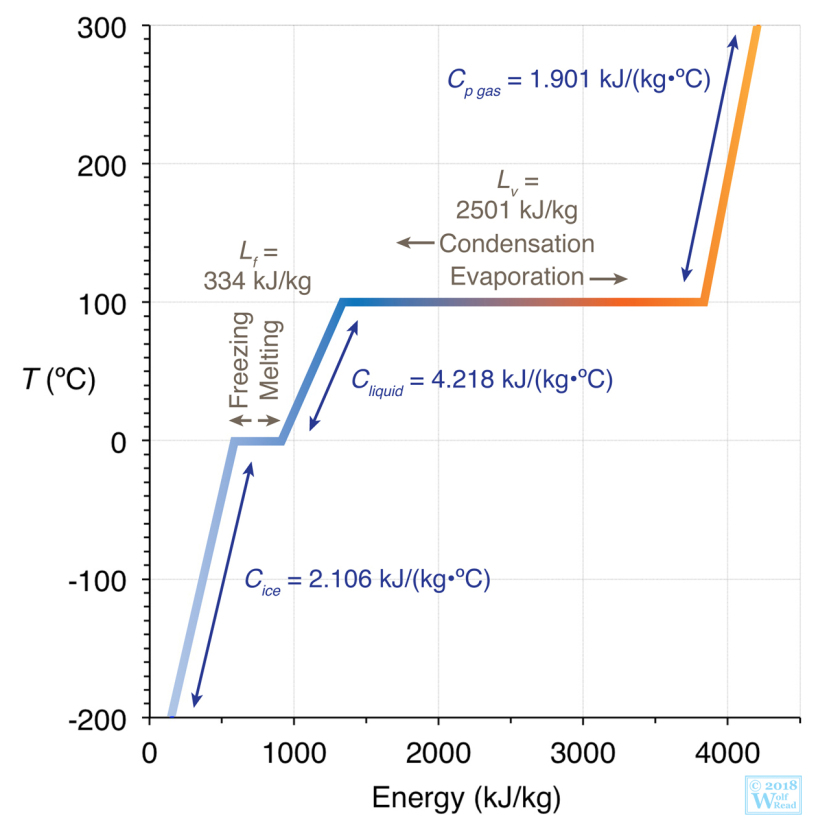 300
C p gas = 1.901 kJ/(kg•ºC)
200
Lv =
2501 kJ/kg
Condensation
Evaporation
Lf =
334 kJ/kg
100
Freezing
Melting
T (ºC)
C liquid = 4.218 kJ/(kg•ºC)
0
-100
C ice = 2.106 kJ/(kg•ºC)
-200
0 1000 2000 3000 4000
Energy (kJ/kg)
© 2018
Wolf
Read